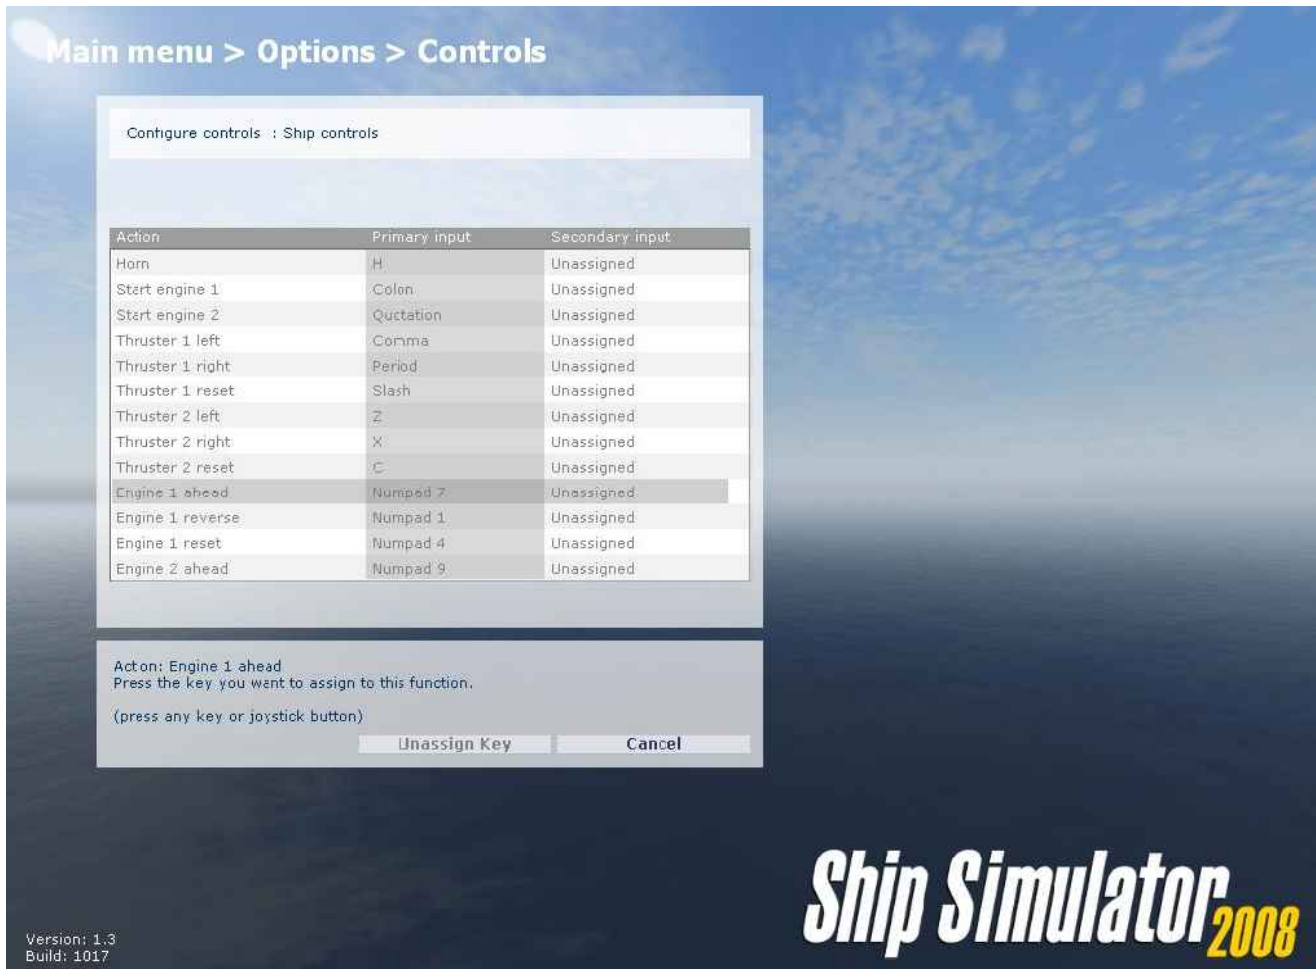 Main menu > Options > Controls
Configure controls : Ship controls
Action Primary input Secondary input
Horn H Unassigned
Start engine 1 Colon Unassigned
Start engine 2 Quctation Unassigned
Thruster 1 left Comma Unassigned
Thruster 1 right Period Unassigned
Thruster 1 reset Slash Unassigned
Thruster 2 left Z Unassigned
Thruster 2 right X Unassigned
Thruster 2 reset C Unassigned
Engine 1 ahead Numpad 7 Unassigned
Engine 1 reverse Numpad 1 Unassigned
Engine 1 reset Numpad 4 Unassigned
Engine 2 ahead Numpad 9 Unassigned
Acton: Engine 1 ahead
Press the key you want to assign to this function.
(press any key or joystick button)
Unassign Key Cancel
Ship Simulator 2008
Version: 1.3
Build: 1017